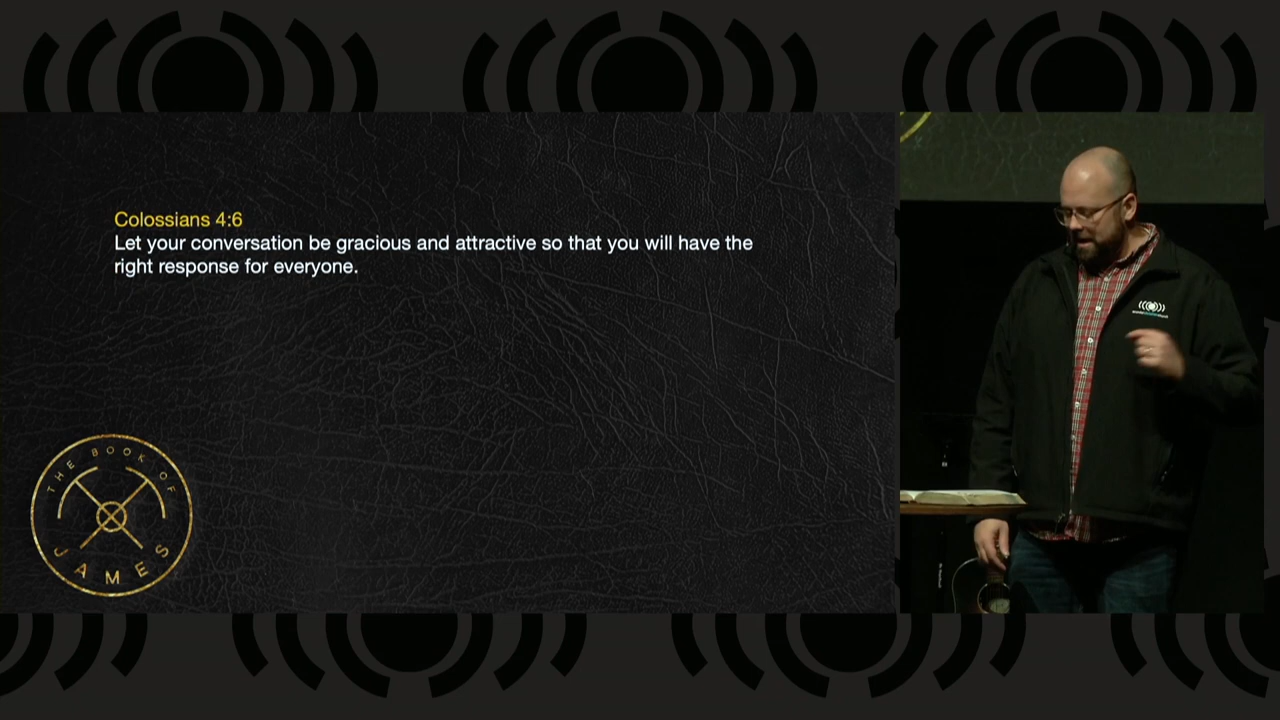 Colossians 4:6
Let your conversation be gracious and attractive so that you will have the
right response for everyone.
THE BOOK OF
JAMES